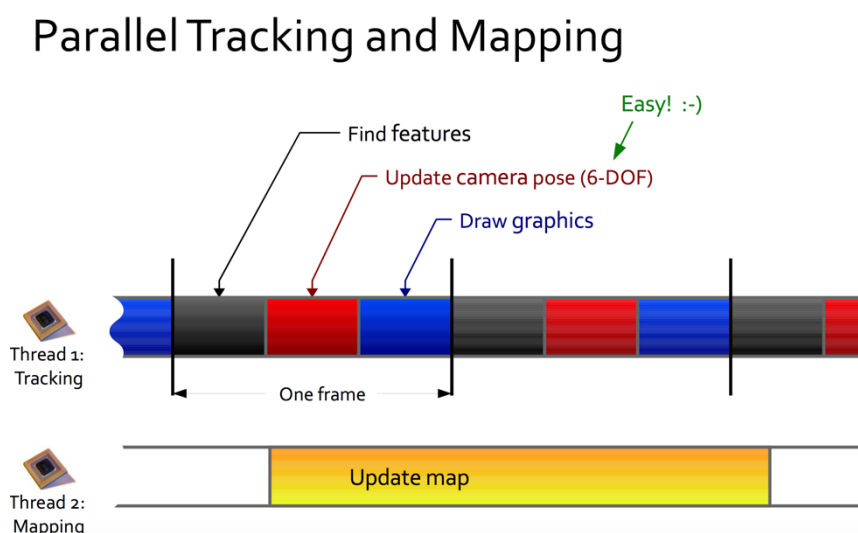 Parallel Tracking and Mapping
Easy! :-)
Find features
Update camera pose (6-DOF)
Draw graphics
Thread 1:
Tracking
One frame
Update map
Thread 2:
Mapping